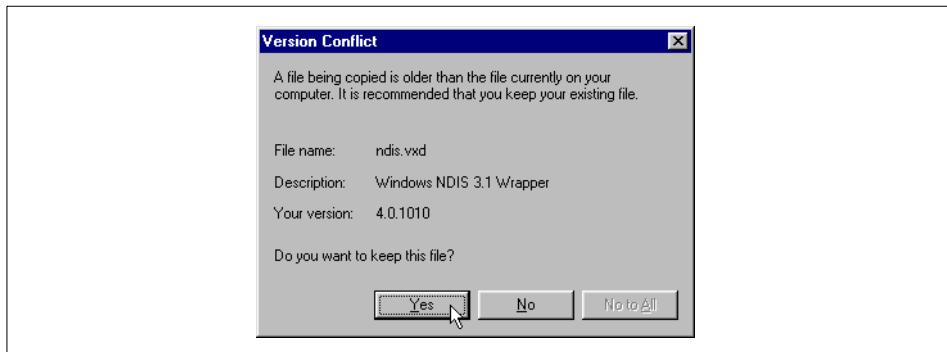 Version Conflict
A file being copied is older than the file currently on your
computer. It is recommended that you keep your existing file.
File name: ndis.vxd
Description: Windows NDIS 3.1 Wrapper
Your version: 4.0.1010
Do you want to keep this file?
Yes No No to All